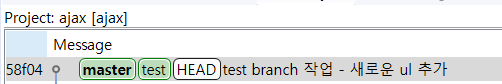 Project: ajax [ajax]
Message
58f04 master test HEAD test branch 작업 - 새로운 ul 추가